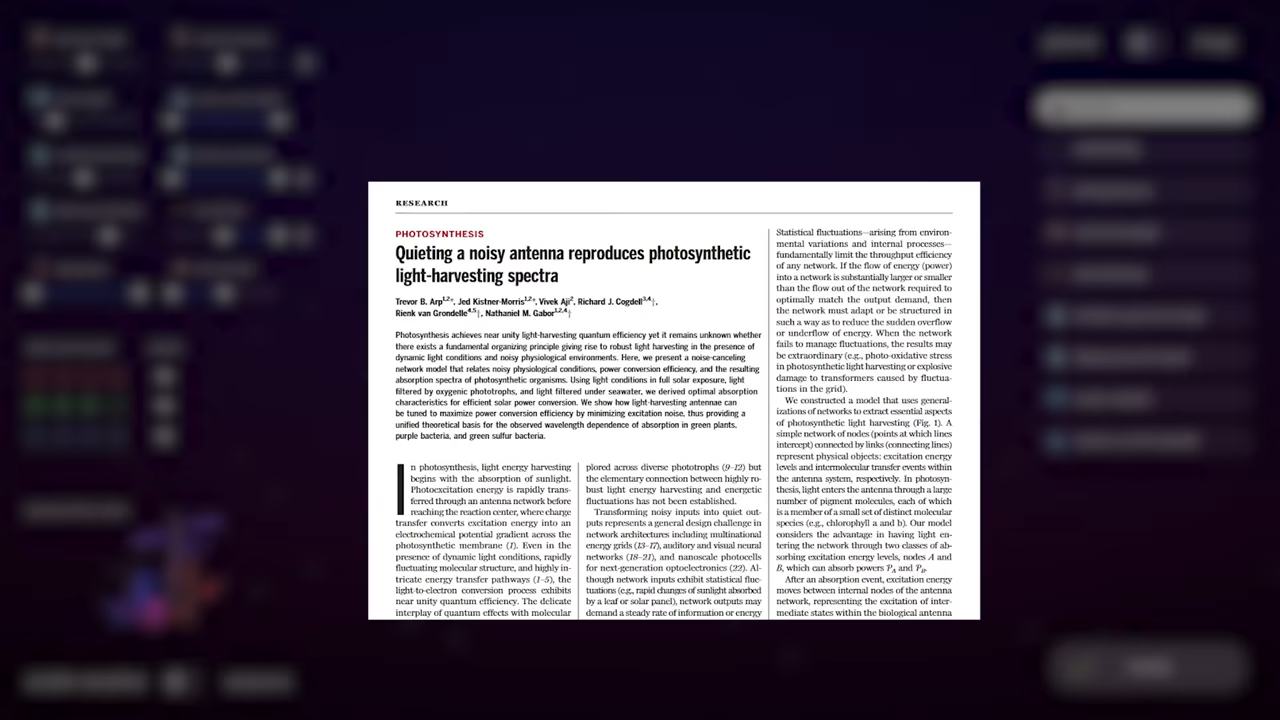 RESEARCH
PHOTOSYNTHESIS
Quieting a noisy antenna reproduces photosynthetic
light-harvesting spectra
Trevor B. Arp1,2*, Jed Kistner-Morris1,2*, Vivek Aji2, Richard J. Cogdell3,4‡,
Rienk van Grondelle4,5‡, Nathaniel M. Gabor1,2,4‡
Photosynthesis achieves near unity light-harvesting quantum efficiency yet it remains unknown whether
there exists a fundamental organizing principle giving rise to robust light harvesting in the presence of
dynamic light conditions and noisy physiological environments. Here, we present a noise-canceling
network model that relates noisy physiological conditions, power conversion efficiency, and the resulting
absorption spectra of photosynthetic organisms. Using light conditions in full solar exposure, light
filtered by oxygenic phototrophs, and light filtered under seawater, we derived optimal absorption
characteristics for efficient solar power conversion. We show how light-harvesting antennae can
be tuned to maximize power conversion efficiency by minimizing excitation noise, thus providing a
unified theoretical basis for the observed wavelength dependence of absorption in green plants,
purple bacteria, and green sulfur bacteria.
In photosynthesis, light energy harvesting
begins with the absorption of sunlight.
Photoexcitation energy is rapidly trans-
ferred through an antenna network before
reaching the reaction center, where charge
transfer converts excitation energy into an
electrochemical potential gradient across the
photosynthetic membrane (1). Even in the
presence of dynamic light conditions, rapidly
fluctuating molecular structure, and highly in-
tricate energy transfer pathways (1–5), the
light-to-electron conversion process exhibits
near unity quantum efficiency. The delicate
interplay of quantum effects with molecular
plored across diverse phototrophs (9–12) but
the elementary connection between highly ro-
bust light energy harvesting and energetic
fluctuations has not been established.
Transforming noisy inputs into quiet out-
puts represents a general design challenge in
network architectures including multinational
energy grids (13–17), auditory and visual neural
networks (18–21), and nanoscale photocells
for next-generation optoelectronics (22). Al-
though network inputs exhibit statistical fluc-
tuations (e.g., rapid changes of sunlight absorbed
by a leaf or solar panel), network outputs may
demand a steady rate of information or energy
Statistical fluctuations—arising from environ-
mental variations and internal processes—
fundamentally limit the throughput efficiency
of any network. If the flow of energy (power)
into a network is substantially larger or smaller
than the flow out of the network required to
optimally match the output demand, then
the network must adapt or be structured in
such a way as to reduce the sudden overflow
or underflow of energy. When the network
fails to manage fluctuations, the results may
be extraordinary (e.g., photo-oxidative stress
in photosynthetic light harvesting or explosive
damage to transformers caused by fluctua-
tions in the grid).
We constructed a model that uses general-
izations of networks to extract essential aspects
of photosynthetic light harvesting (Fig. 1). A
simple network of nodes (points at which lines
intercept) connected by links (connecting lines)
represent physical objects: excitation energy
levels and intermolecular transfer events within
the antenna system, respectively. In photosyn-
thesis, light enters the antenna through a large
number of pigment molecules, each of which
is a member of a small set of distinct molecular
species (e.g., chlorophyll a and b). Our model
considers the advantage in having light en-
tering the network through two classes of ab-
sorbing excitation energy levels, nodes A and
B, which can absorb powers PA and PB.
After an absorption event, excitation energy
moves between internal nodes of the antenna
network, representing the excitation of inter-
mediate states within the biological antenna